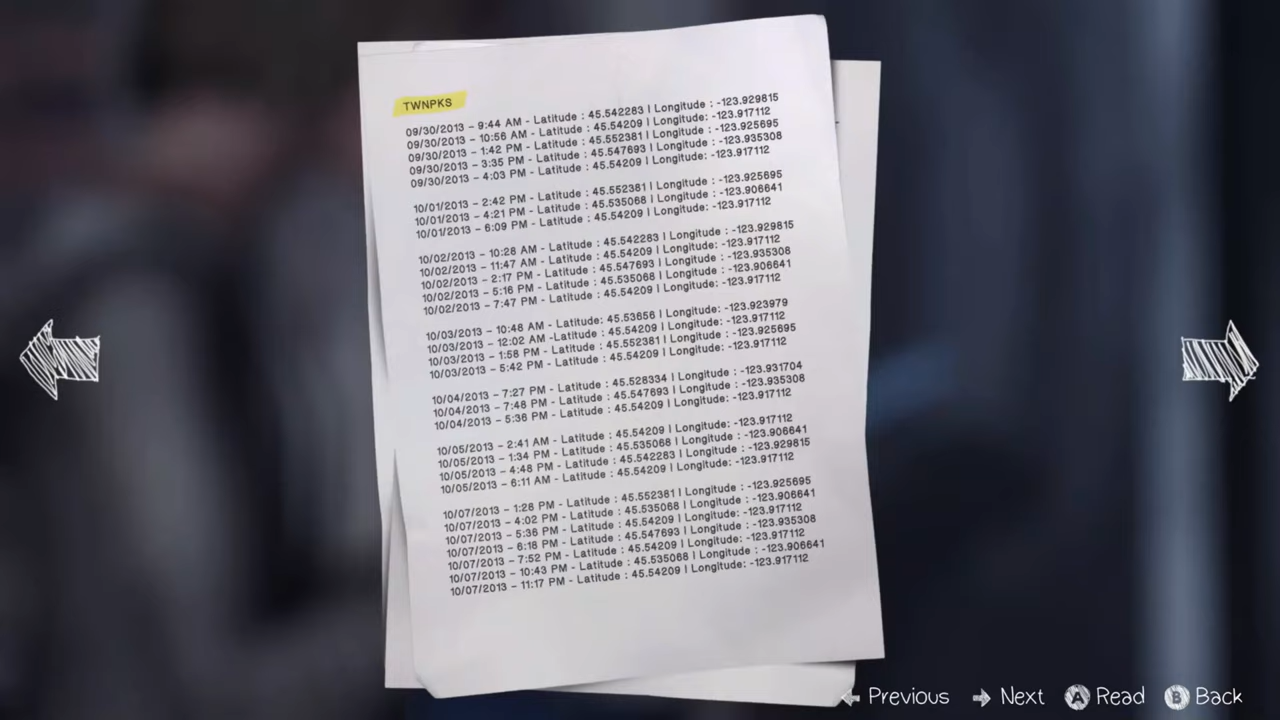 TWNPKS
09/30/2013 - 9:44 AM - Latitude : 45.542283 | Longitude : -123.929815
09/30/2013 - 10:56 AM - Latitude : 45.54209 | Longitude: -123.917112
09/30/2013 - 1:42 PM - Latitude : 45.552381 | Longitude : -123.925695
09/30/2013 - 3:35 PM - Latitude : 45.547693 | Longitude : -123.935308
09/30/2013 - 4:03 PM - Latitude : 45.54209 | Longitude: -123.917112
10/01/2013 - 2:42 PM - Latitude : 45.552381 | Longitude : -123.925695
10/01/2013 - 4:21 PM - Latitude : 45.535068 | Longitude : -123.906641
10/01/2013 - 6:09 PM - Latitude : 45.54209 | Longitude: -123.917112
10/02/2013 - 10:28 AM - Latitude : 45.542283 | Longitude : -123.929815
10/02/2013 - 11:47 AM - Latitude : 45.54209 | Longitude: -123.917112
10/02/2013 - 2:17 PM - Latitude : 45.547693 | Longitude : -123.935308
10/02/2013 - 5:16 PM - Latitude : 45.535068 | Longitude : -123.906641
10/02/2013 - 7:47 PM - Latitude : 45.54209 | Longitude: -123.917112
10/03/2013 - 10:48 AM - Latitude: 45.53656 | Longitude: -123.923979
10/03/2013 - 12:02 AM -Latitude : 45.54209 | Longitude: -123.917112
10/03/2013 - 1:58 PM - Latitude : 45.552381 | Longitude : -123.925695
10/03/2013 - 5:42 PM - Latitude : 45.54209 | Longitude: -123.917112
10/04/2013 - 7:27 PM - Latitude : 45.528334 | Longitude : -123.931704
10/04/2013 - 7:48 PM - Latitude : 45.547693 | Longitude : -123.935308
10/04/2013 - 5:36 PM - Latitude : 45.54209 | Longitude: -123.917112
10/05/2013 - 2:41 AM - Latitude : 45.54209 | Longitude: -123.917112
10/05/2013 - 1:34 PM - Latitude : 45.535068 | Longitude : -123.906641
10/05/2013 - 4:48 PM - Latitude : 45.542283 | Longitude : -123.929815
10/05/2013 - 6:11 AM - Latitude : 45.54209 | Longitude: -123.917112
10/07/2013 - 1:28 PM - Latitude : 45.552381 | Longitude : -123.925695
10/07/2013 - 4:02 PM - Latitude : 45.535068 | Longitude : -123.906641
10/07/2013 - 5:36 PM - Latitude : 45.54209 | Longitude: -123.917112
10/07/2013 - 6:18 PM - Latitude : 45.547693 | Longitude : -123.935308
10/07/2013 - 7:52 PM - Latitude : 45.54209 | Longitude: -123.917112
10/07/2013 - 10:43 PM - Latitude : 45.535068 | Longitude : -123.906641
10/07/2013 - 11:17 PM - Latitude : 45.54209 | Longitude: -123.917112
Previous Next A Read B Back